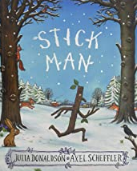 STICK
MAN
JULIA DONALDSON AXEL SCHEFFLER